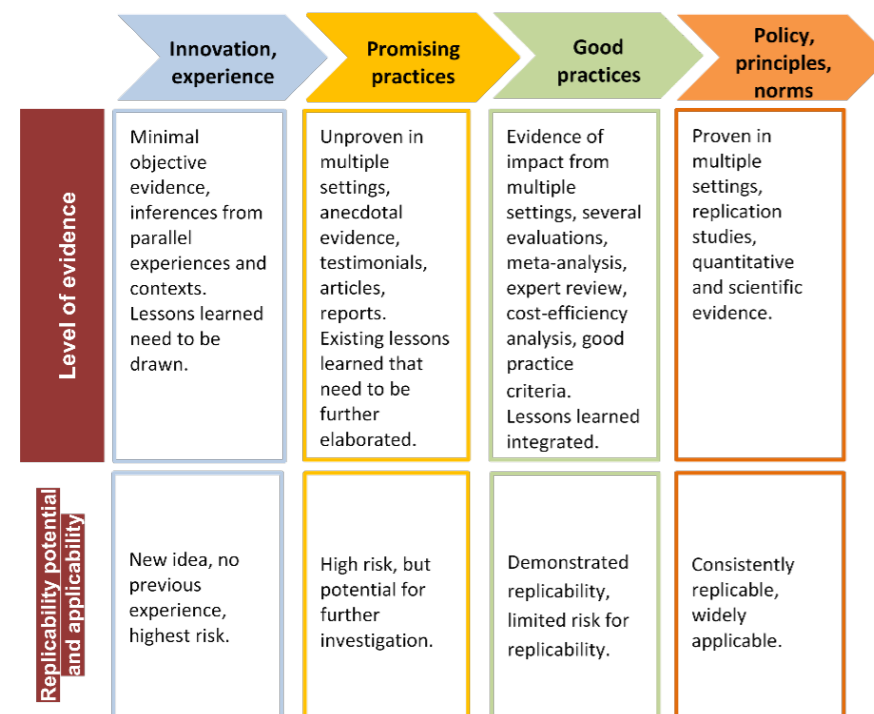 Innovation,
experience
Promising
practices
Good
practices
Policy,
principles,
norms
Level of evidence
Minimal
objective
evidence,
inferences from
parallel
experiences and
contexts.
Lessons learned
need to be
drawn.
Unproven in
multiple
settings,
anecdotal
evidence,
testimonials,
articles,
reports.
Existing lessons
learned that
need to be
further
elaborated.
Evidence of
impact from
multiple
settings, several
evaluations,
meta-analysis,
expert review,
cost-efficiency
analysis, good
practice
criteria.
Lessons learned
integrated.
Proven in
multiple
settings,
replication
studies,
quantitative
and scientific
evidence.
Replicability potential
and applicability
New idea, no
previous
experience,
highest risk.
High risk, but
potential for
further
investigation.
Demonstrated
replicability,
limited risk for
replicability.
Consistently
replicable,
widely
applicable.